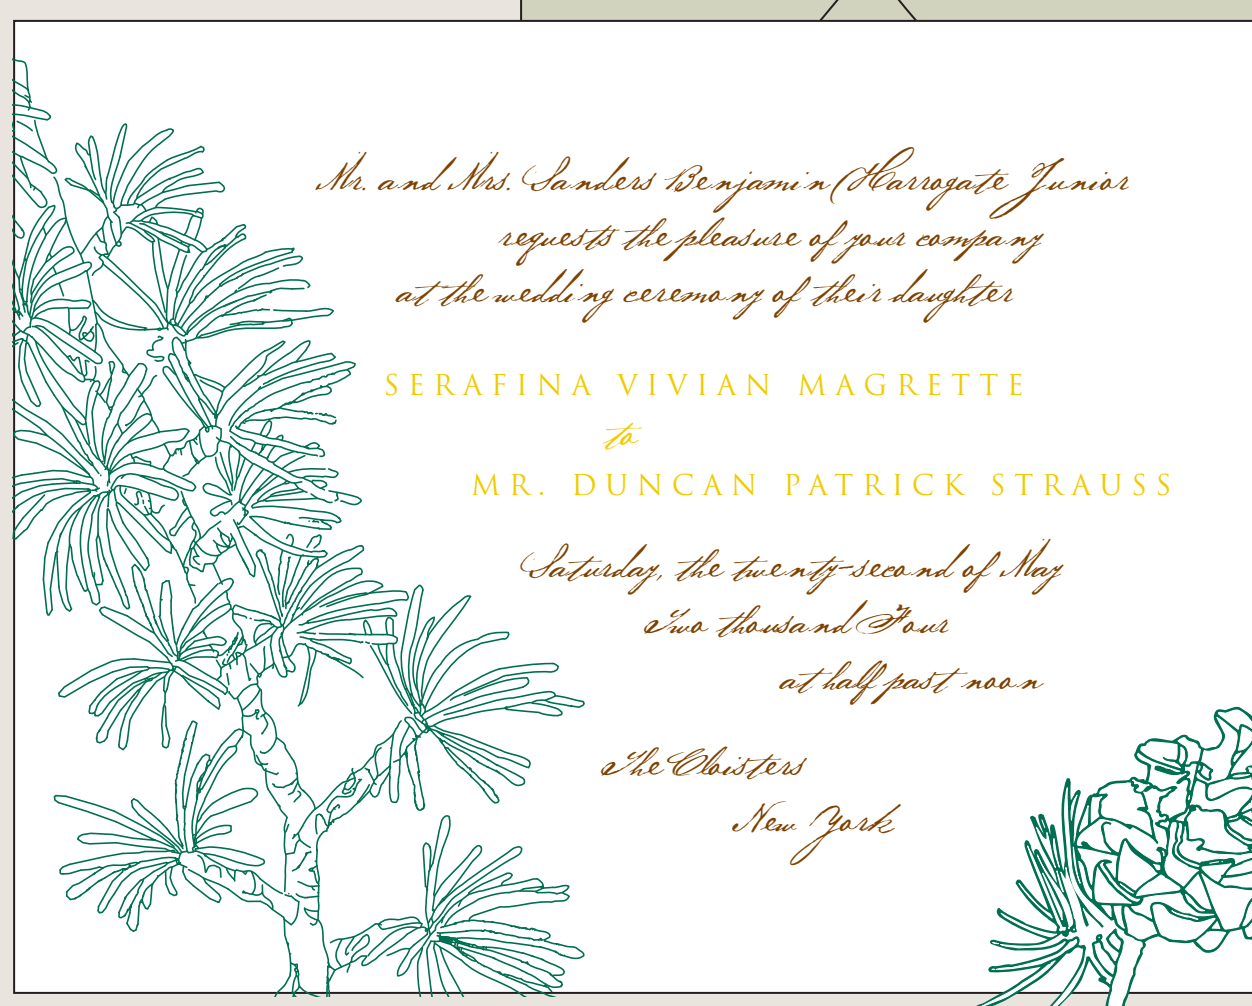 Mr. and Mrs. Sanders Benjamin Harrogate Junior
requests the pleasure of your company
at the wedding ceremony of their daughter
SERAFINA VIVIAN MAGRETTE
to
MR. DUNCAN PATRICK STRAUSS
Saturday, the twenty-second of May
Two thousand Four
at half past noon
The Cloisters
New York